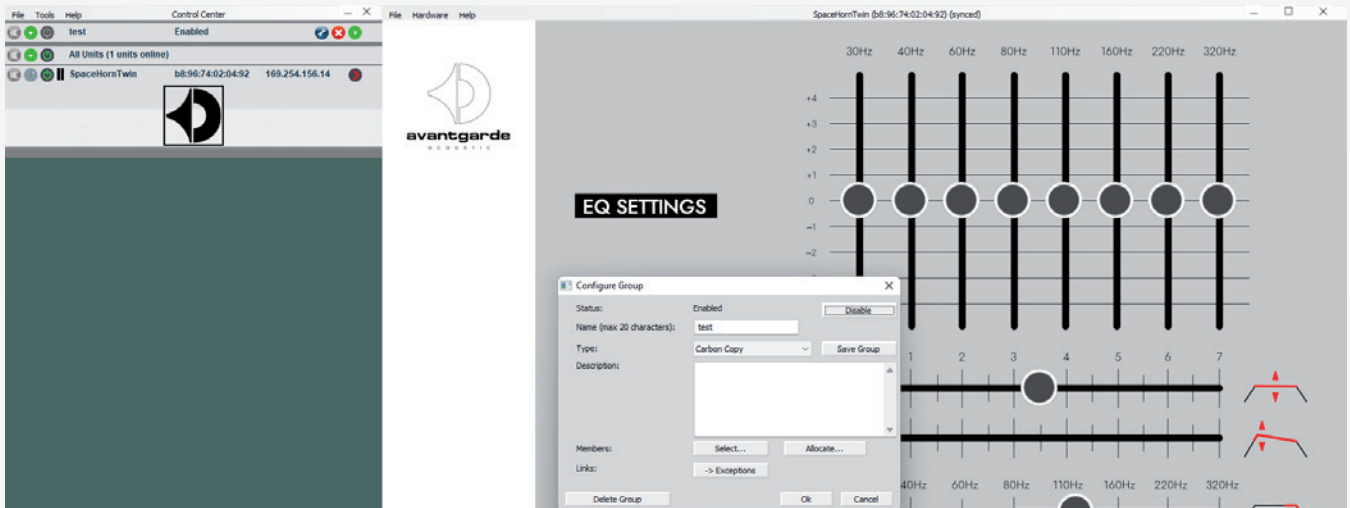 File Tools Help Control Center
test Enabled
All Units (1 units online)
SpaceHornTwin b8:96:74:02:04:92 169.254.156.14
File Hardware Help SpaceHornTwin (b8:96:74:02:04:92) (synced)
avantgarde
ACOUSTIC
30Hz 40Hz 60Hz 80Hz 110Hz 160Hz 220Hz 320Hz
+4
+3
+2
+1
0
-1
-2
EQ SETTINGS
Configure Group
Status: Enabled Disable
Name (max 20 characters): test
Type: Carbon Copy Save Group
Description:
Members: Select... Allocate...
Links: -> Exceptions
Delete Group Ok Cancel
1 2 3 4 5 6 7
40Hz 60Hz 80Hz 110Hz 160Hz 220Hz 320Hz